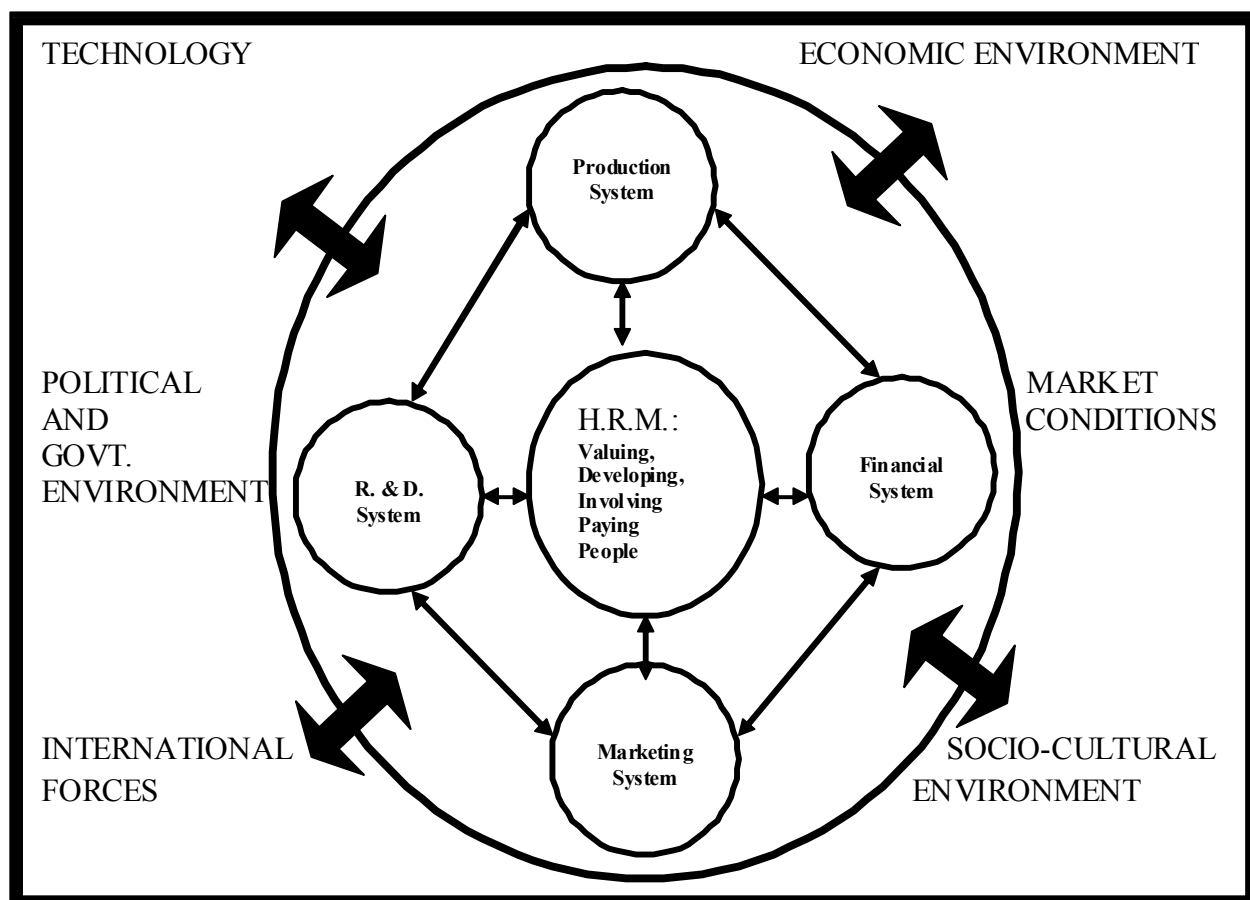 TECHNOLOGY
ECONOMIC ENVIRONMENT
Production
System
POLITICAL
AND
GOVT.
ENVIRONMENT
MARKET
CONDITIONS
H.R.M.:
Valuing,
Developing,
Involving
Paying
People
R. & D.
System
Financial
System
INTERNATIONAL
FORCES
Marketing
System
SOCIO-CULTURAL
ENVIRONMENT